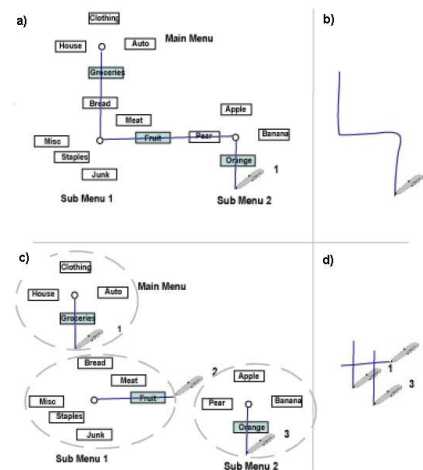 a)
b)
Clothing
House
Auto
Main Menu
Groceries
Bread
Meat
Apple
Misc
Fruit
Pear
Banana
Staples
Orange
1
Junk
Sub Menu 1
Sub Menu 2
c)
d)
Clothing
Main Menu
House
Auto
Groceries
1
Bread
2
Meat
Apple
Misc
Fruit
Pear
Banana
Staples
Orange
3
Junk
Sub Menu 1
Sub Menu 2
1
2
3